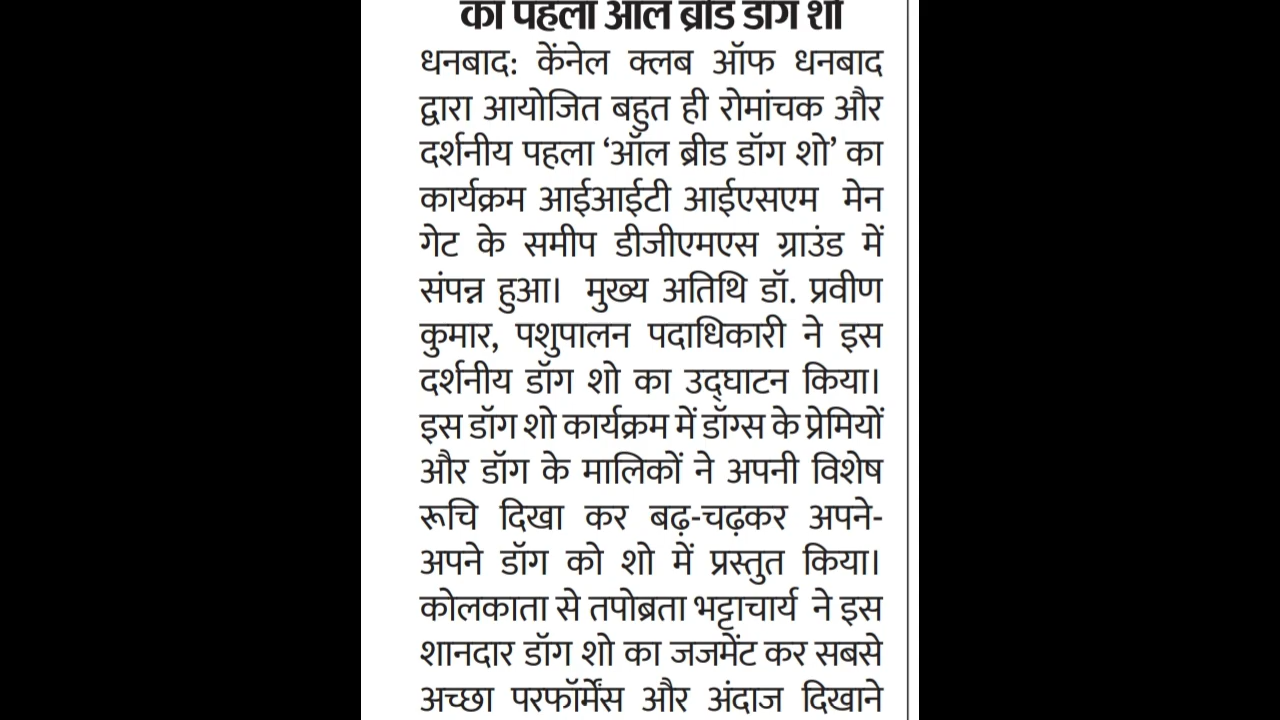 का पहला ऑल ब्रीड डॉग शो
धनबाद: केंनेल क्लब ऑफ धनबाद
द्वारा आयोजित बहुत ही रोमांचक और
दर्शनीय पहला ‘ऑल ब्रीड डॉग शो’ का
कार्यक्रम आईआईटी आईएसएम मेन
गेट के समीप डीजीएमएस ग्राउंड में
संपन्न हुआ। मुख्य अतिथि डॉ. प्रवीण
कुमार, पशुपालन पदाधिकारी ने इस
दर्शनीय डॉग शो का उद्‌घाटन किया।
इस डॉग शो कार्यक्रम में डॉग्स के प्रेमियों
और डॉग के मालिकों ने अपनी विशेष
रूचि दिखा कर बढ़-चढ़कर अपने-
अपने डॉग को शो में प्रस्तुत किया।
कोलकाता से तपोब्रता भट्टाचार्य ने इस
शानदार डॉग शो का जजमेंट कर सबसे
अच्छा परफॉर्मेंस और अंदाज दिखाने